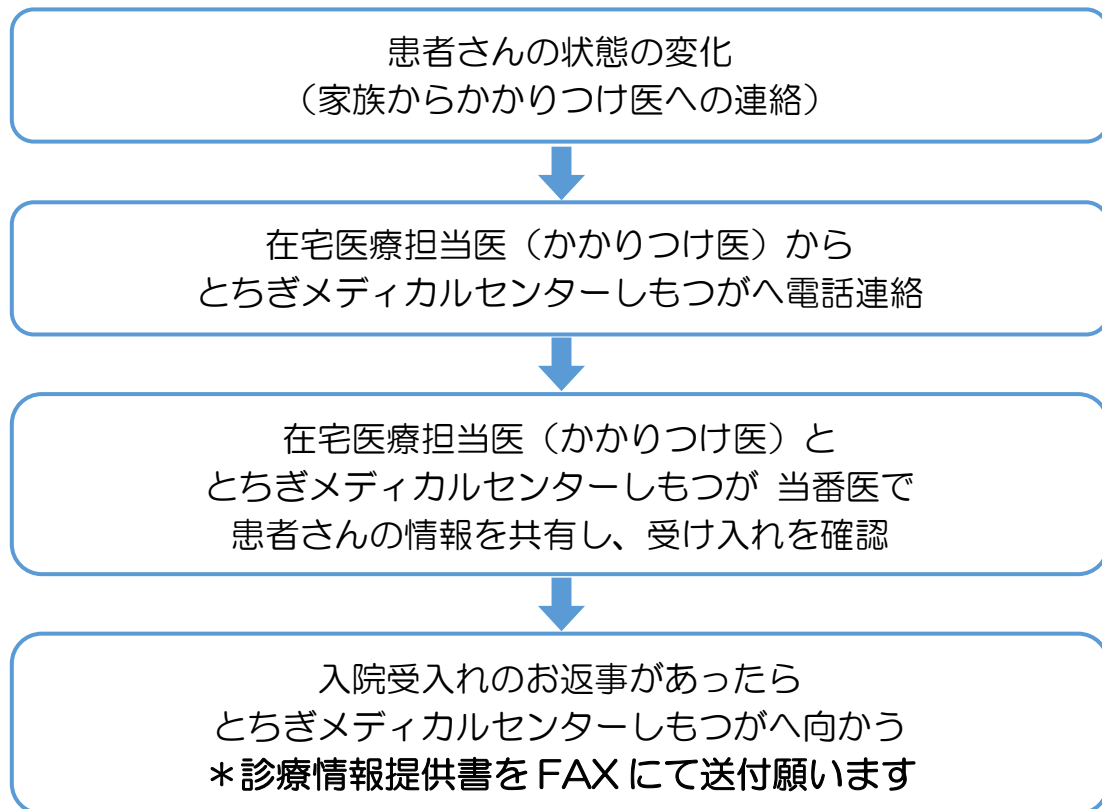 患者さんの状態の変化
（家族からかかりつけ医への連絡）
在宅医療担当医（かかりつけ医）から
とちぎメディカルセンターしもつがへ電話連絡
在宅医療担当医（かかりつけ医）と
とちぎメディカルセンターしもつが 当番医で
患者さんの情報を共有し、受け入れを確認
入院受入れのお返事があったら
とちぎメディカルセンターしもつがへ向かう
＊診療情報提供書を FAX にて送付願います